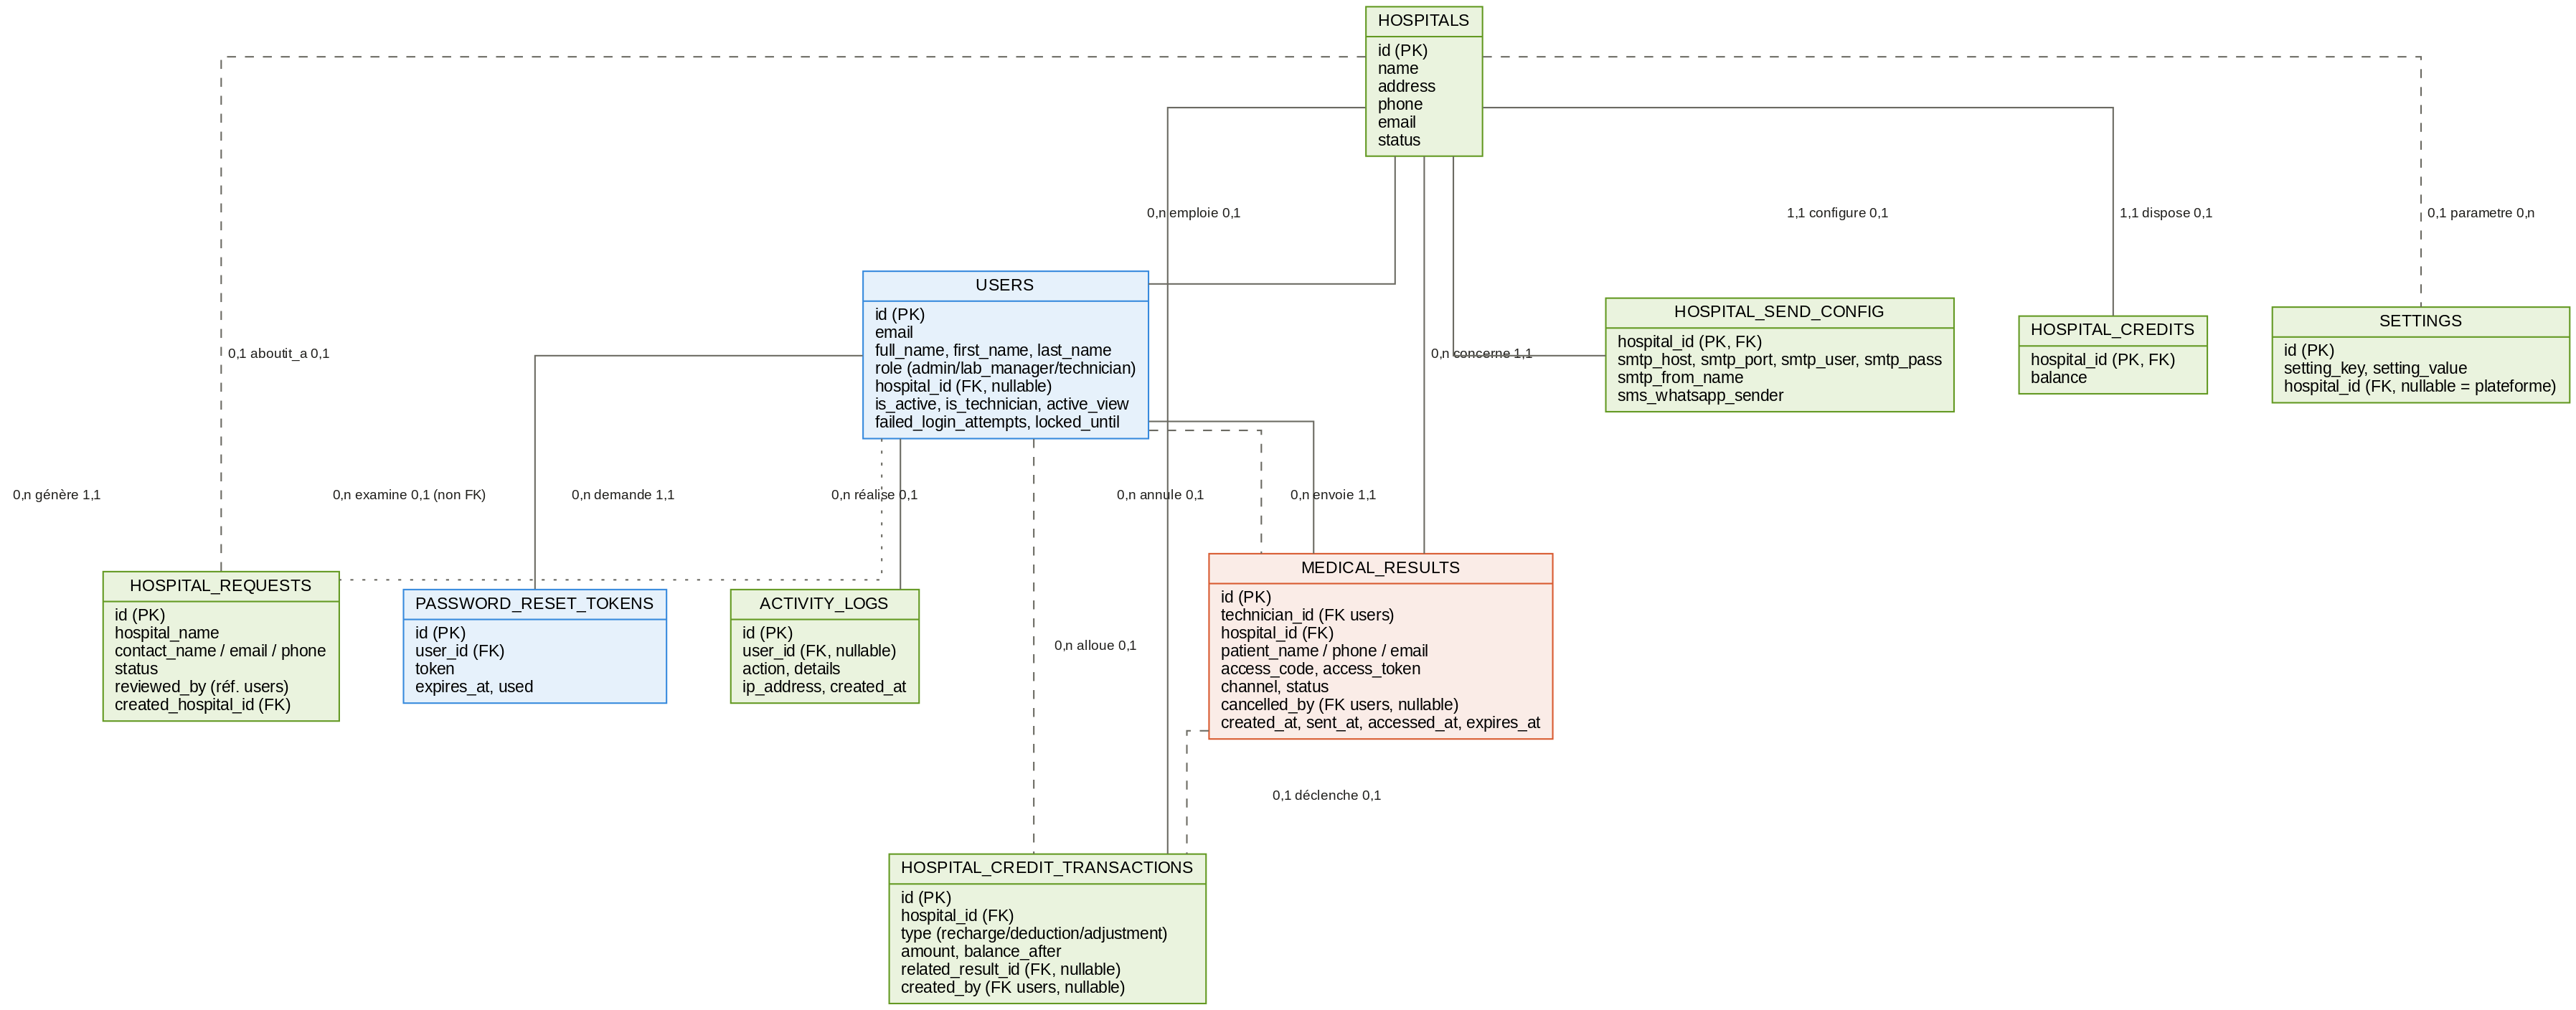 HOSPITALS
id (PK)
name
address
phone
email
status
0,n emploie 0,1
1,1 configure 0,1
1,1 dispose 0,1
0,1 parametre 0,n
USERS
id (PK)
email
full_name, first_name, last_name
role (admin/lab_manager/technician)
hospital_id (FK, nullable)
is_active, is_technician, active_view
failed_login_attempts, locked_until
HOSPITAL_SEND_CONFIG
hospital_id (PK, FK)
smtp_host, smtp_port, smtp_user, smtp_pass
smtp_from_name
sms_whatsapp_sender
HOSPITAL_CREDITS
hospital_id (PK, FK)
balance
SETTINGS
id (PK)
setting_key, setting_value
hospital_id (FK, nullable = plateforme)
0,1 aboutit_a 0,1
0,n concerne 1,1
0,n génère 1,1
0,n examine 0,1 (non FK)
0,n demande 1,1
0,n réalise 0,1
0,n annule 0,1
0,n envoie 1,1
HOSPITAL_REQUESTS
id (PK)
hospital_name
contact_name / email / phone
status
reviewed_by (réf. users)
created_hospital_id (FK)
PASSWORD_RESET_TOKENS
id (PK)
user_id (FK)
token
expires_at, used
ACTIVITY_LOGS
id (PK)
user_id (FK, nullable)
action, details
ip_address, created_at
0,n alloue 0,1
MEDICAL_RESULTS
id (PK)
technician_id (FK users)
hospital_id (FK)
patient_name / phone / email
access_code, access_token
channel, status
cancelled_by (FK users, nullable)
created_at, sent_at, accessed_at, expires_at
0,1 déclenche 0,1
HOSPITAL_CREDIT_TRANSACTIONS
id (PK)
hospital_id (FK)
type (recharge/deduction/adjustment)
amount, balance_after
related_result_id (FK, nullable)
created_by (FK users, nullable)